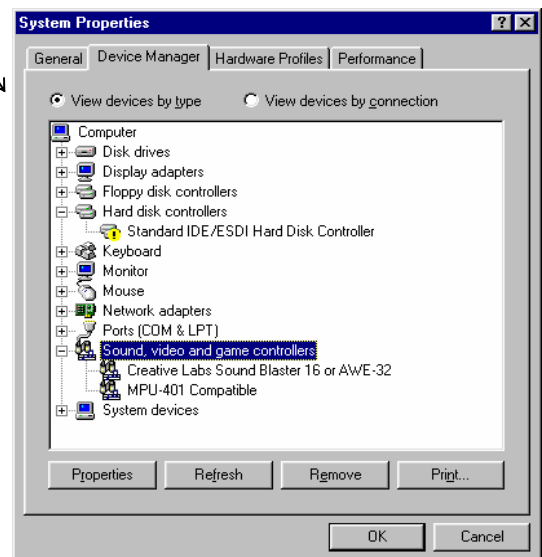 System Properties
? X
General Device Manager Hardware Profiles Performance
View devices by type View devices by connection
Computer
Disk drives
Display adapters
Floppy disk controllers
Hard disk controllers
Standard IDE/ESDI Hard Disk Controller
Keyboard
Monitor
Mouse
Network adapters
Ports (COM & LPT)
Sound, video and game controllers
Creative Labs Sound Blaster 16 or AWE-32
MPU-401 Compatible
System devices
Properties Refresh Remove Print...
OK Cancel